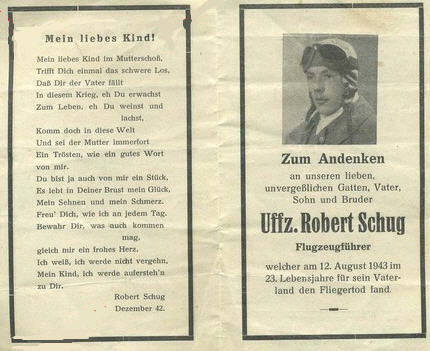 Mein liebes Kind!
Mein liebes Kind im Mutterschoß,
Trifft Dich einmal das schwere Los,
Daß Dir der Vater fällt
In diesem Krieg, eh Du erwachst
Zum Leben, eh Du weinst und
lachst,
Komm doch in diese Welt
Und sei der Mutter immerfort
Ein Trösten, wie ein gutes Wort
von mir.
Du bist ja auch von mir ein Stück,
Es lebt in Deiner Brust mein Glück,
Mein Sehnen und mein Schmerz.
Freu' Dich, wie ich an jedem Tag.
Bewahr Dir, was auch kommen
mag,
gleich mir ein frohes Herz.
Ich weiß, ich werde nicht vergehn,
Mein Kind, ich werde aufersteh'n
zu Dir.
Robert Schug
Dezember 42.
Zum Andenken
an unseren lieben,
unvergeßlichen Gatten, Vater,
Sohn und Bruder
Uffz. Robert Schug
Flugzeugführer
welcher am 12. August 1943 im
23. Lebensjahre für sein Vater-
land den Fliegertod fand.